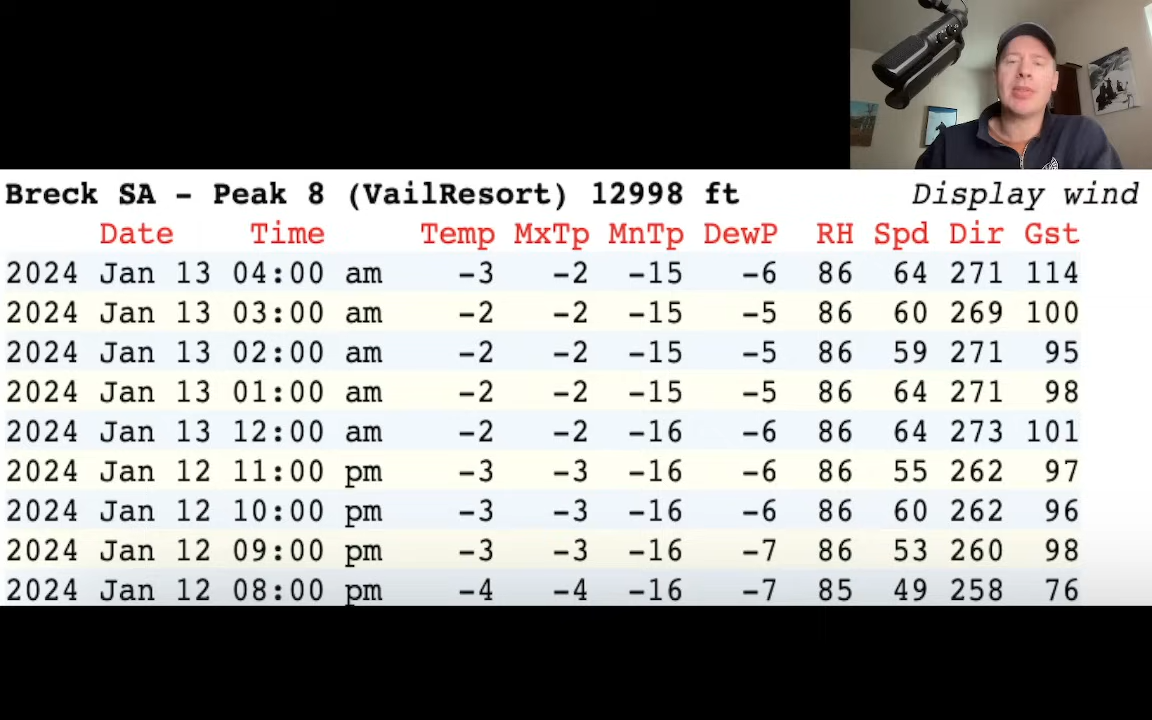 Breck SA - Peak 8 (VailResort) 12998 ft Display wind
Date Time Temp MxTp MnTp DewP RH Spd Dir Gst
2024 Jan 13 04:00 am -3 -2 -15 -6 86 64 271 114
2024 Jan 13 03:00 am -2 -2 -15 -5 86 60 269 100
2024 Jan 13 02:00 am -2 -2 -15 -5 86 59 271 95
2024 Jan 13 01:00 am -2 -2 -15 -5 86 64 271 98
2024 Jan 13 12:00 am -2 -2 -16 -6 86 64 273 101
2024 Jan 12 11:00 pm -3 -3 -16 -6 86 55 262 97
2024 Jan 12 10:00 pm -3 -3 -16 -6 86 60 262 96
2024 Jan 12 09:00 pm -3 -3 -16 -7 86 53 260 98
2024 Jan 12 08:00 pm -4 -4 -16 -7 85 49 258 76